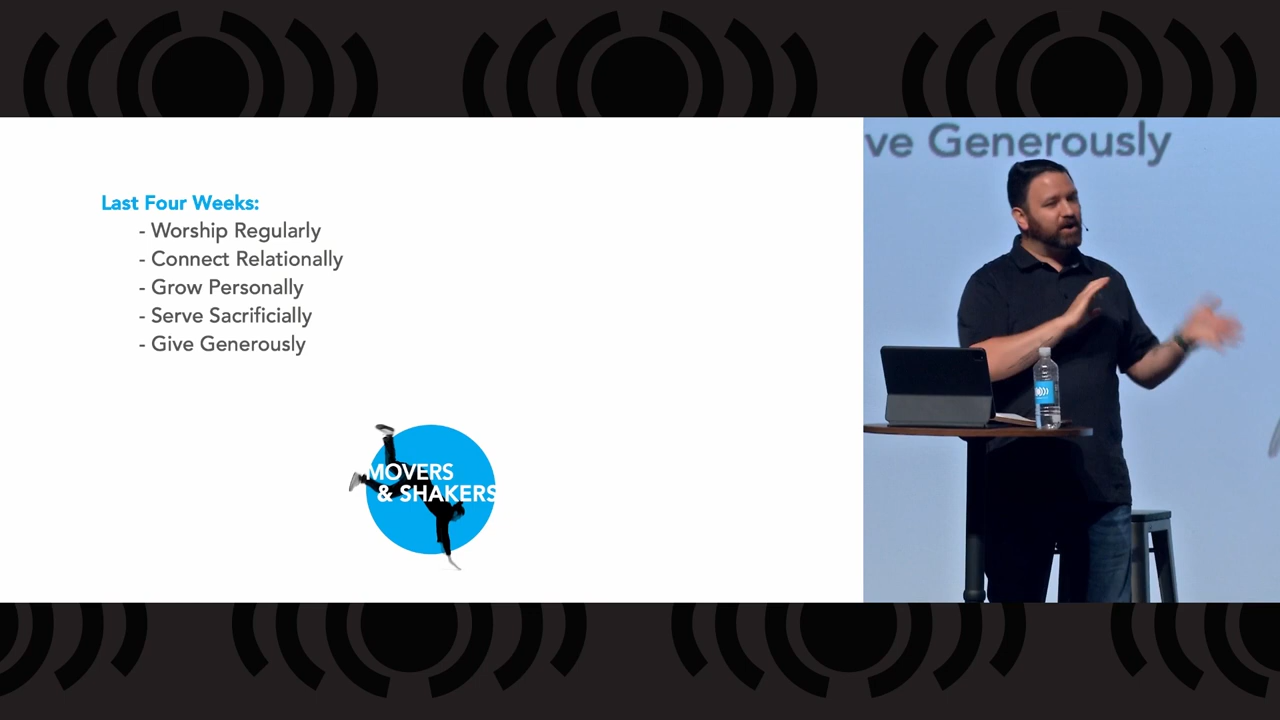 Last Four Weeks:
- Worship Regularly
- Connect Relationally
- Grow Personally
- Serve Sacrificially
- Give Generously
MOVERS
& SHAKERS
ve Generously